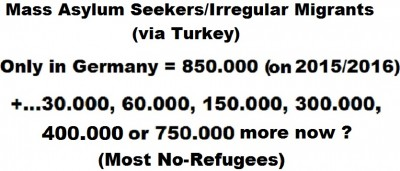 Mass Asylum Seekers/Irregular Migrants
(via Turkey)
Only in Germany = 850.000 (on 2015/2016)
+...30.000, 60.000, 150.000, 300.000,
400.000 or 750.000 more now ?
(Most No-Refugees)